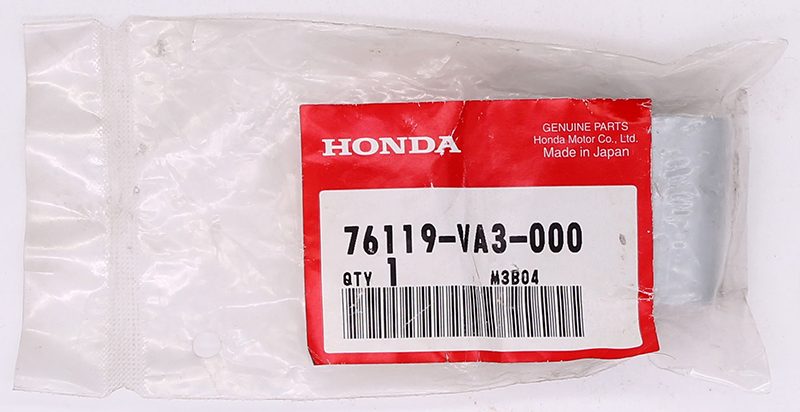 HONDA
GENUINE PARTS
Honda Motor Co., Ltd.
Made in Japan
76119-VA3-000
QTY 1 M3B04